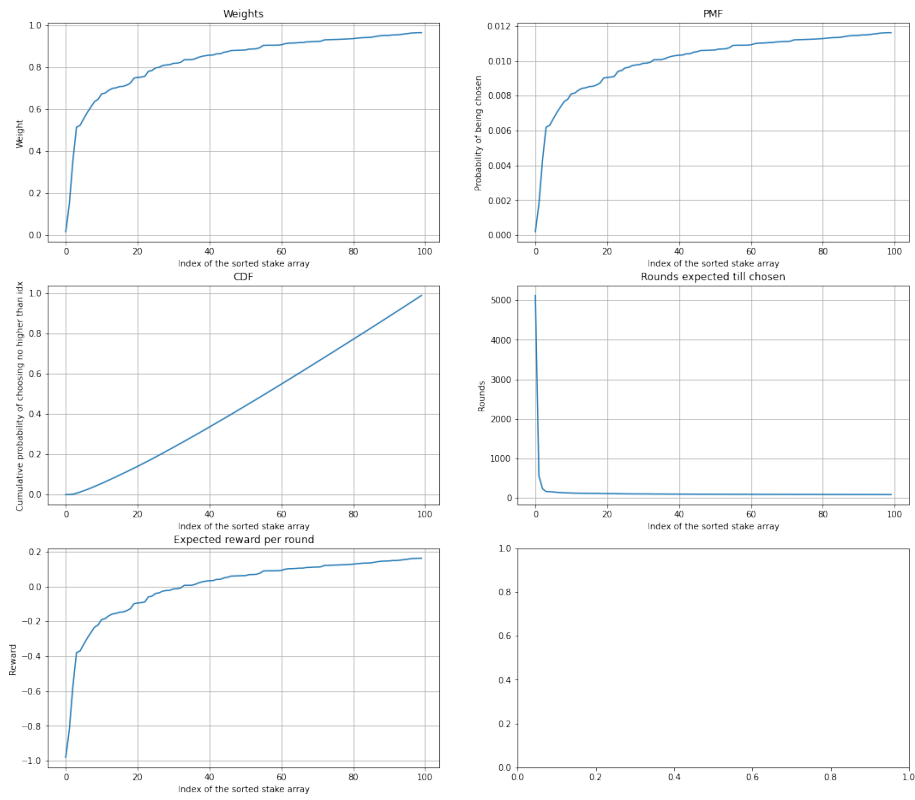 Weights
1.0
0.8
0.6
0.4
0.2
0.0
Weight
0 20 40 60 80 100
Index of the sorted stake array
PMF
0.012
0.010
0.008
0.006
0.004
0.002
0.000
Probability of being chosen
0 20 40 60 80 100
Index of the sorted stake array
CDF
1.0
0.8
0.6
0.4
0.2
0.0
Cumulative probability of choosing no higher than idx
0 20 40 60 80 100
Index of the sorted stake array
Rounds expected till chosen
5000
4000
3000
2000
1000
0
Rounds
0 20 40 60 80 100
Index of the sorted stake array
Expected reward per round
0.2
0.0
−0.2
−0.4
−0.6
−0.8
−1.0
Reward
0 20 40 60 80 100
Index of the sorted stake array
1.0
0.8
0.6
0.4
0.2
0.0
0.0 0.2 0.4 0.6 0.8 1.0